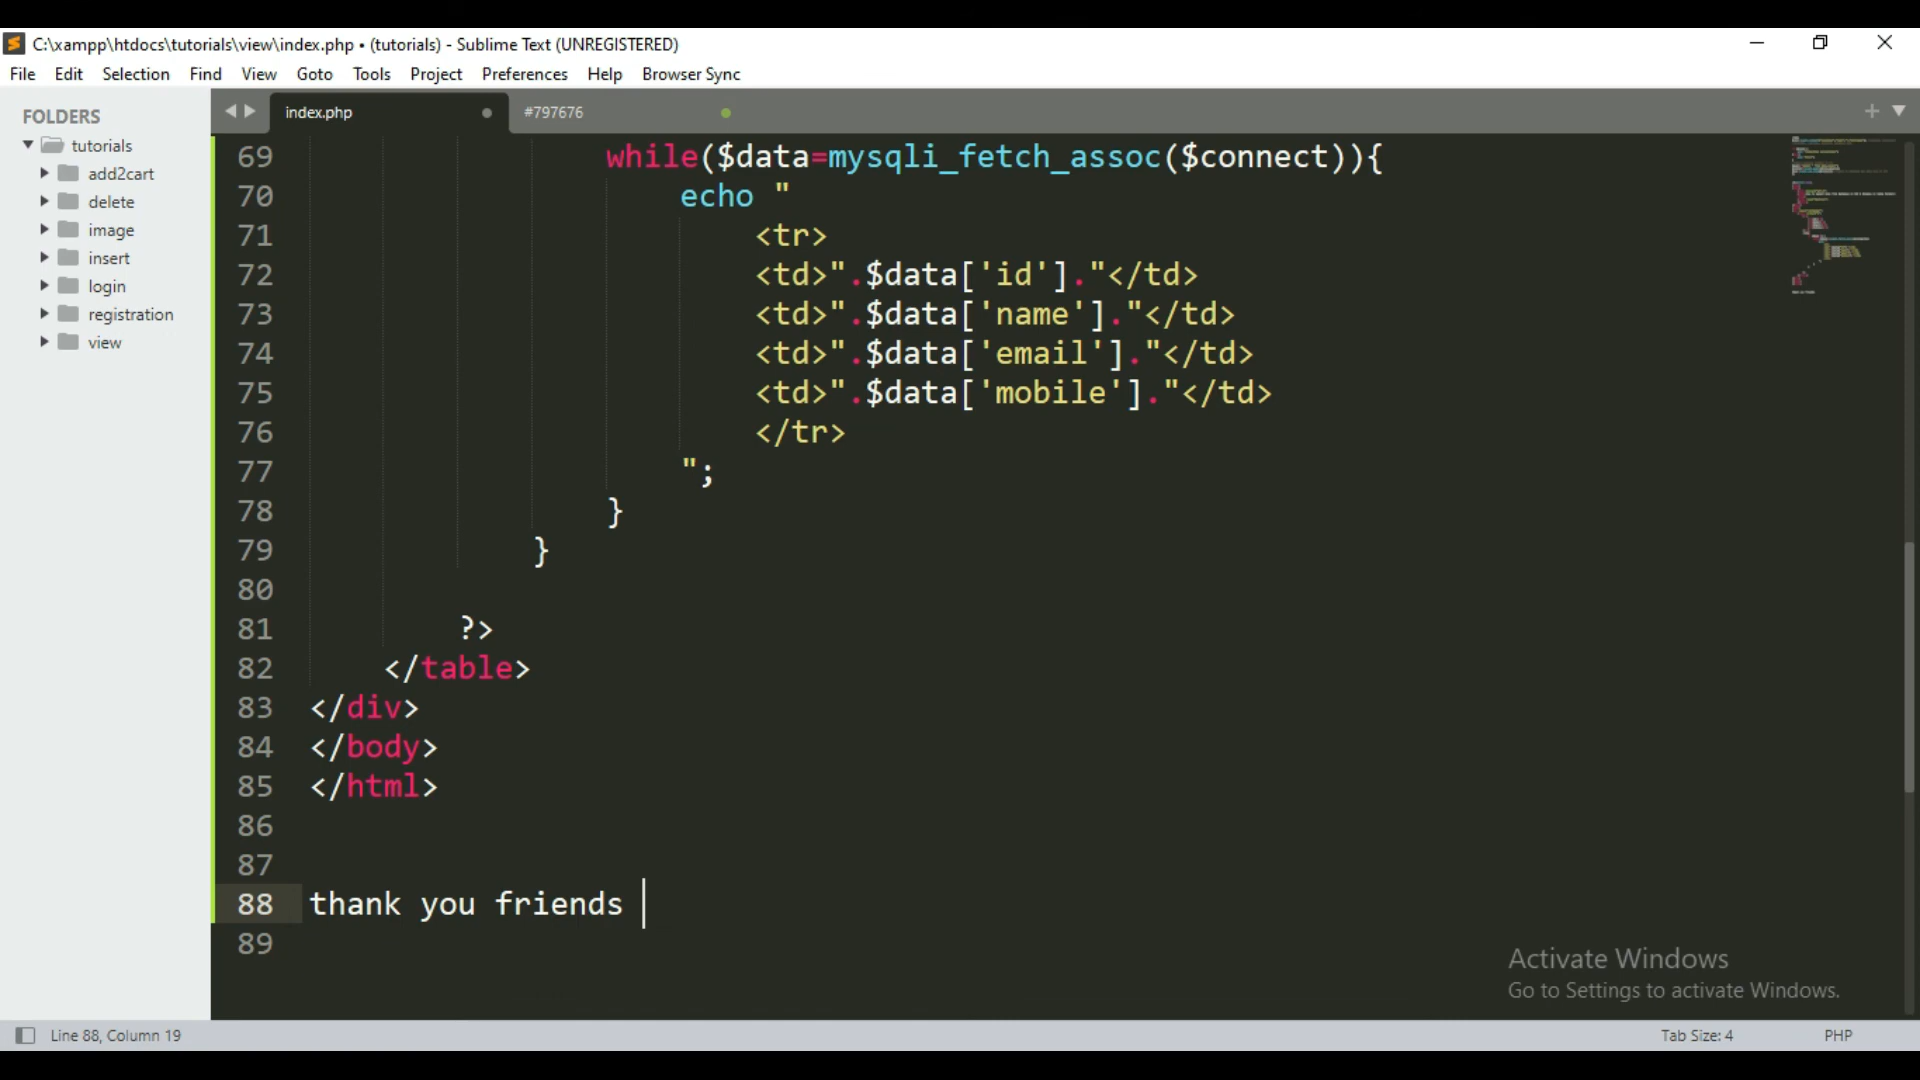 C:\xampp\htdocs\tutorials\view\index.php • (tutorials) - Sublime Text (UNREGISTERED)
File Edit Selection Find View Goto Tools Project Preferences Help Browser Sync
FOLDERS
tutorials
add2cart
delete
image
insert
login
registration
view
index.php
#797676
69 while($data=mysqli_fetch_assoc($connect)){
70 echo "
71 <tr>
72 <td>".$data['id']."</td>
73 <td>".$data['name']."</td>
74 <td>".$data['email']."</td>
75 <td>".$data['mobile']."</td>
76 </tr>
77 ";
78 }
79 }
80
81 ?>
82 </table>
83 </div>
84 </body>
85 </html>
86
87
88 thank you friends
89
Activate Windows
Go to Settings to activate Windows.
Line 88, Column 19
Tab Size: 4
PHP